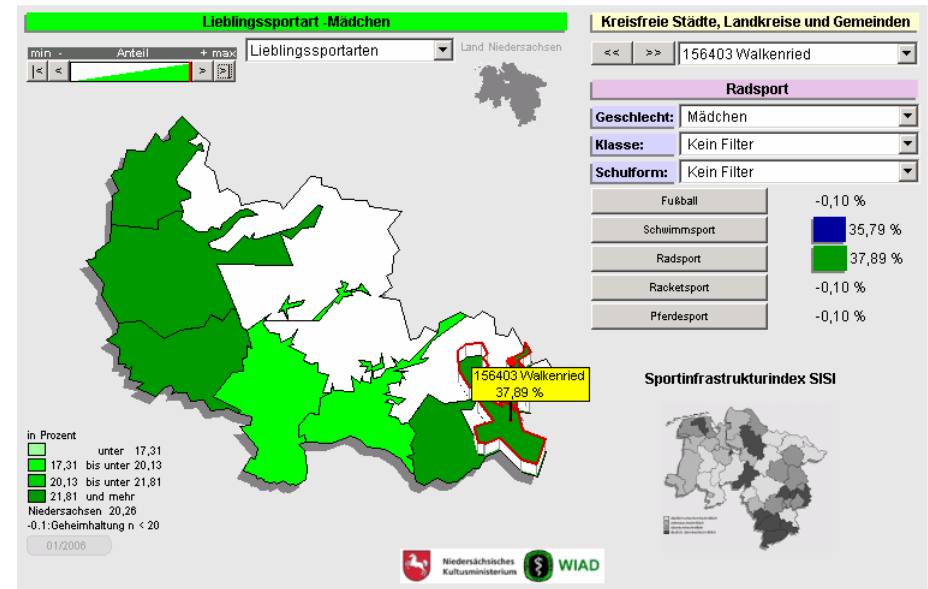 Lieblingssportart -Mädchen
Kreisfreie Städte, Landkreise und Gemeinden
min - Anteil + max
|< < > >|
Lieblingssportarten
Land Niedersachsen
<< >> 156403 Walkenried
Radsport
Geschlecht: Mädchen
Klasse: Kein Filter
Schulform: Kein Filter
Fußball -0,10 %
Schwimmsport 35,79 %
Radsport 37,89 %
Racketsport -0,10 %
Pferdesport -0,10 %
156403 Walkenried
37,89 %
Sportinfrastrukturindex SISI
in Prozent
unter 17,31
17,31 bis unter 20,13
20,13 bis unter 21,81
21,81 und mehr
Niedersachsen 20,26
-0.1:Geheimhaltung n < 20
01/2006
Niedersächsisches
Kultusministerium
WIAD